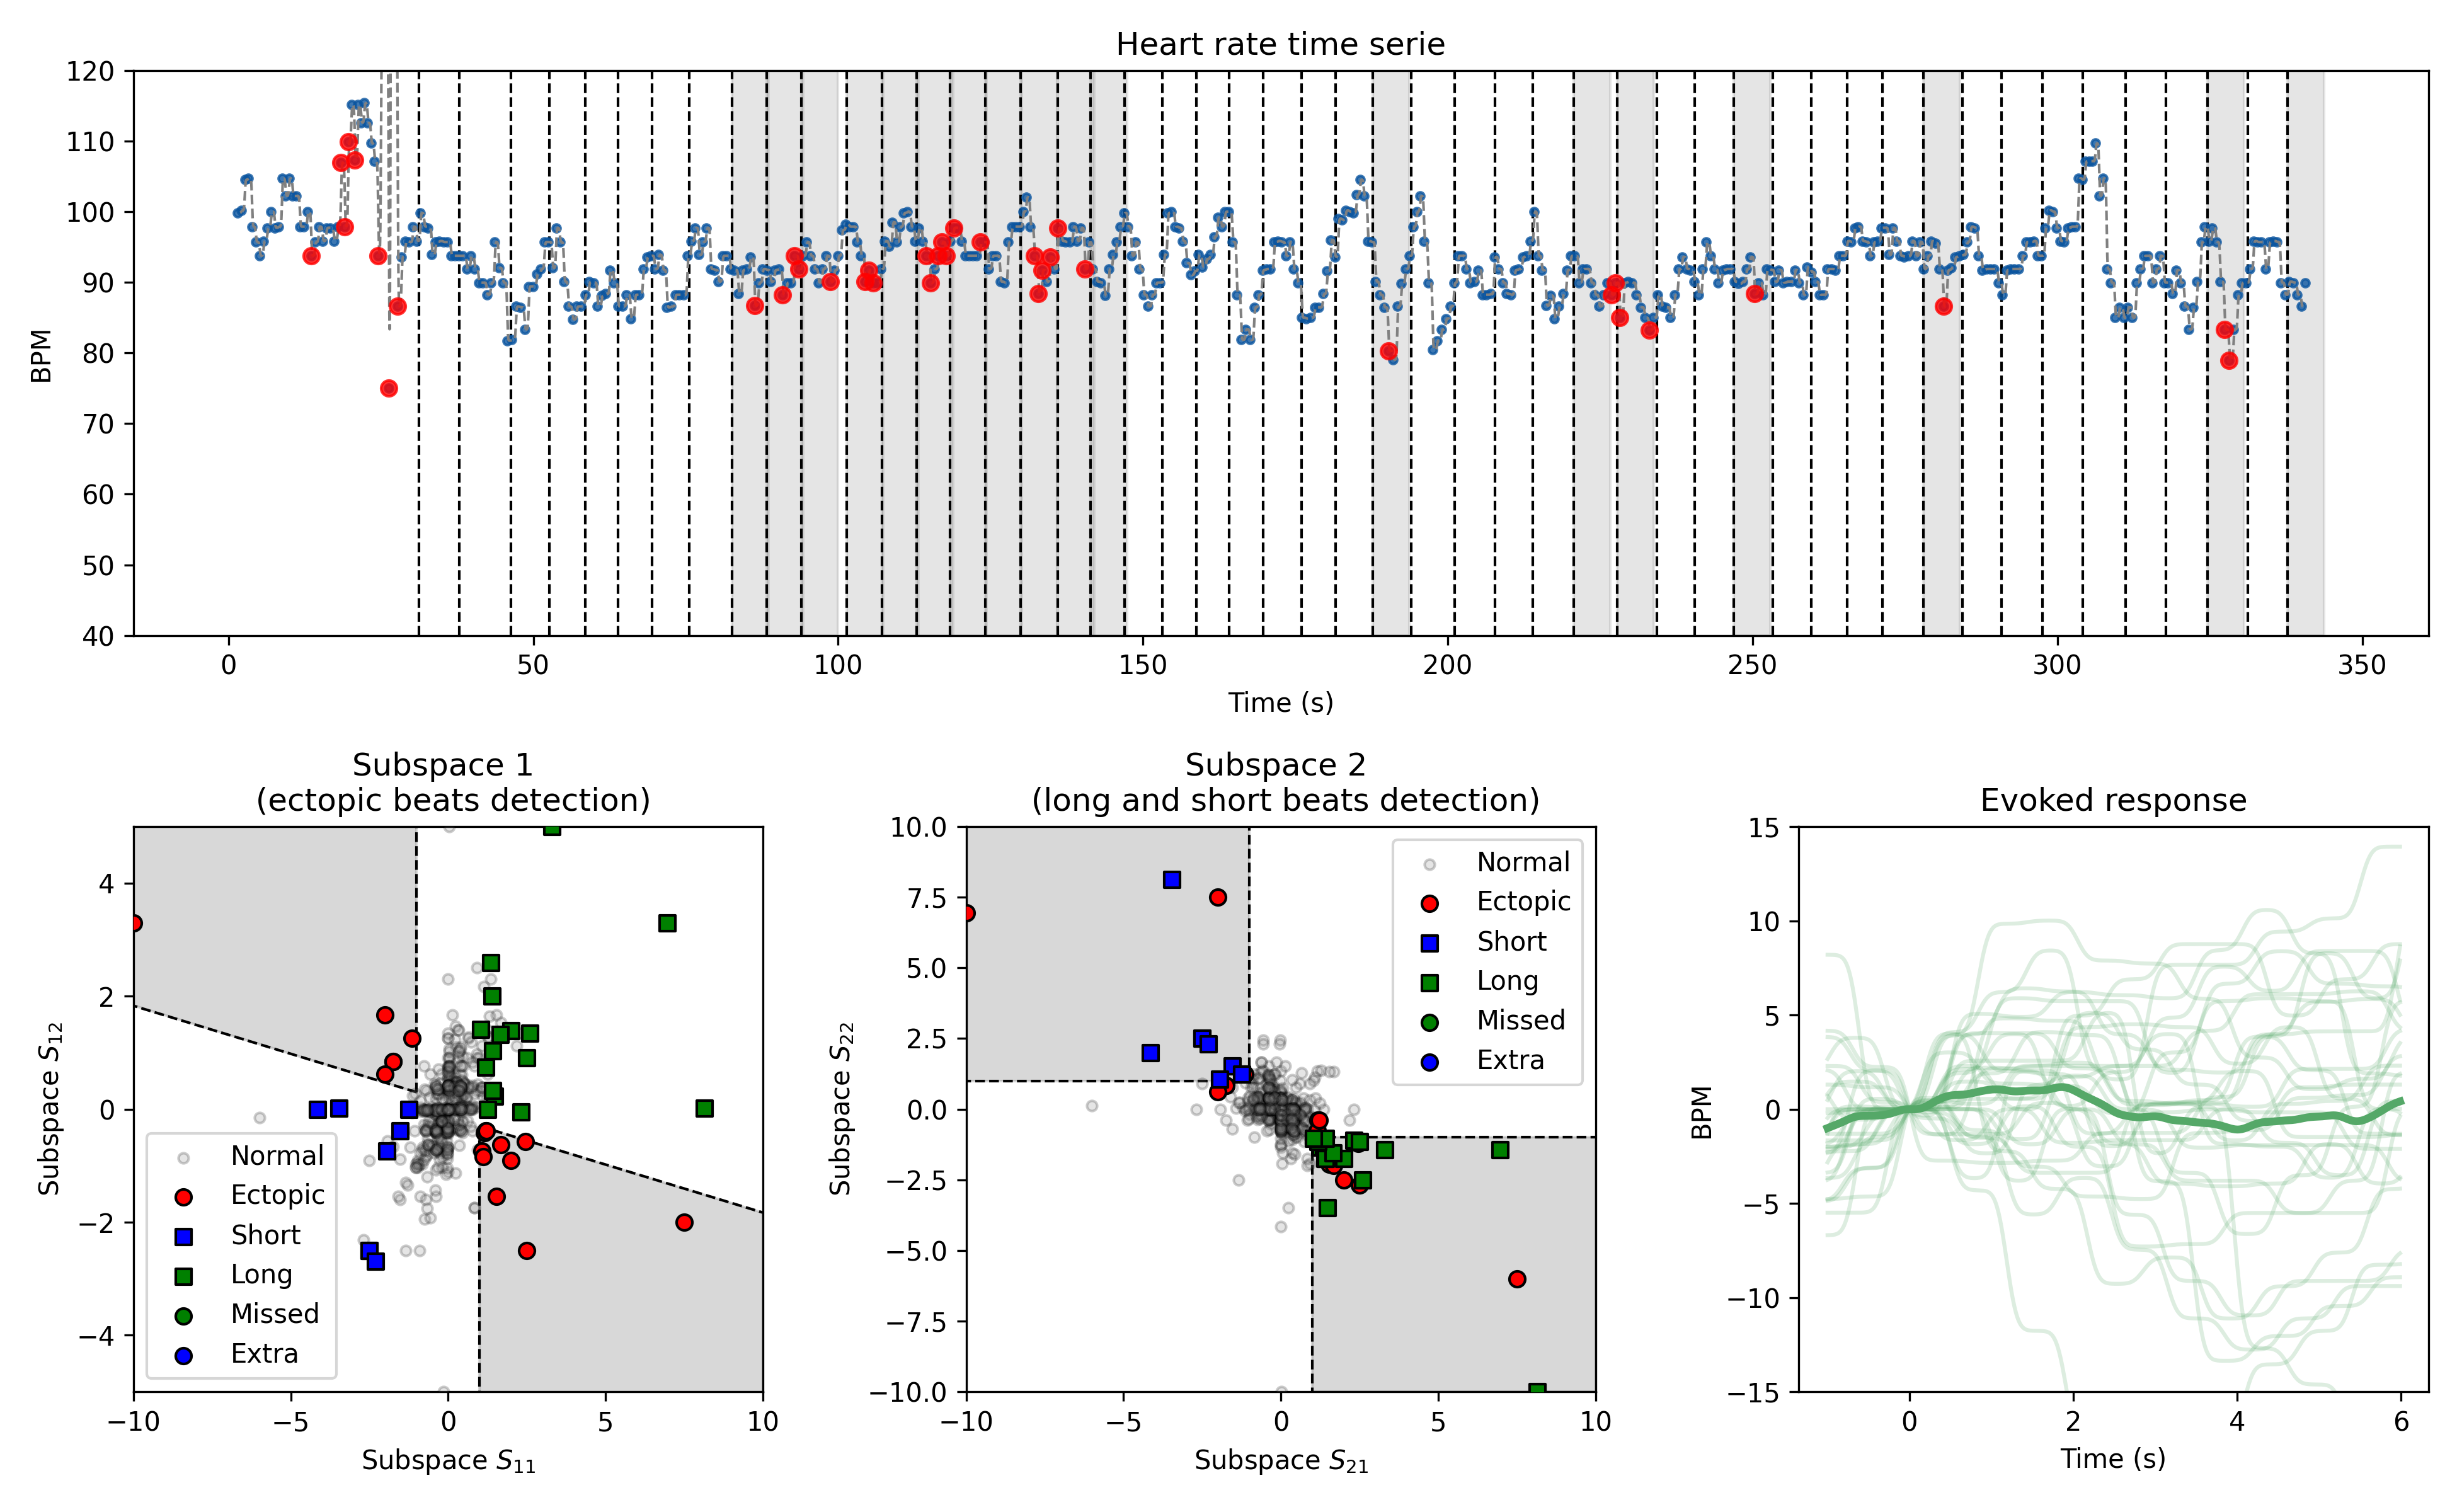 Heart rate time serie
BPM
120
110
100
90
80
70
60
50
40
0 50 100 150 200 250 300 350
Time (s)
Subspace 1
(ectopic beats detection)
Subspace S12
4
2
0
−2
−4
Normal
Ectopic
Short
Long
Missed
Extra
−10 −5 0 5 10
Subspace S11
Subspace 2
(long and short beats detection)
Subspace S22
10.0
7.5
5.0
2.5
0.0
−2.5
−5.0
−7.5
−10.0
Normal
Ectopic
Short
Long
Missed
Extra
−10 −5 0 5 10
Subspace S21
Evoked response
BPM
15
10
5
0
−5
−10
−15
0 2 4 6
Time (s)